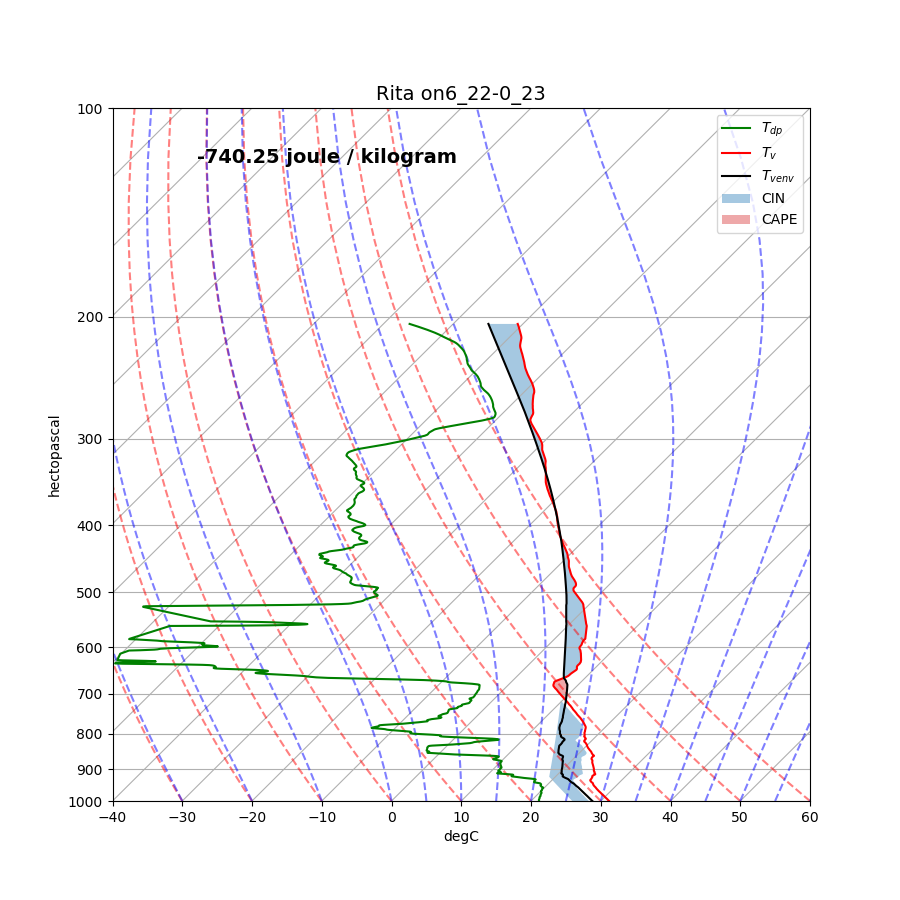 Rita on6_22-0_23
-740.25 joule / kilogram
T_dp
T_v
T_venv
CIN
CAPE
hectopascal
100
200
300
400
500
600
700
800
900
1000
−40
−30
−20
−10
0
10
20
30
40
50
60
degC